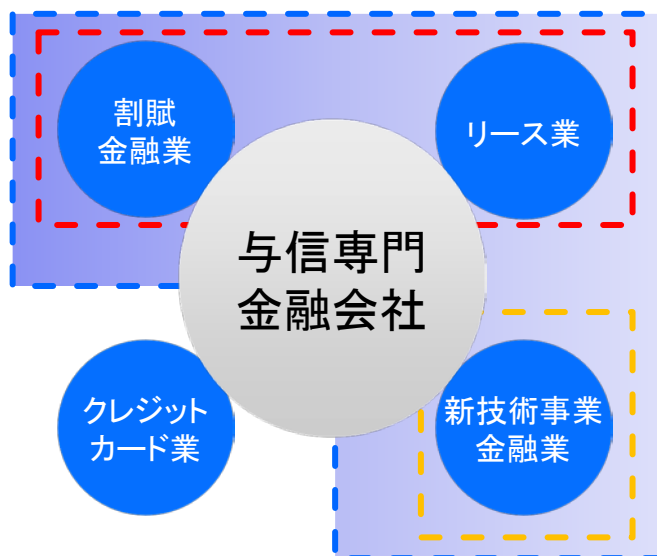 割賦
金融業
リース業
与信専門
金融会社
クレジット
カード業
新技術事業
金融業